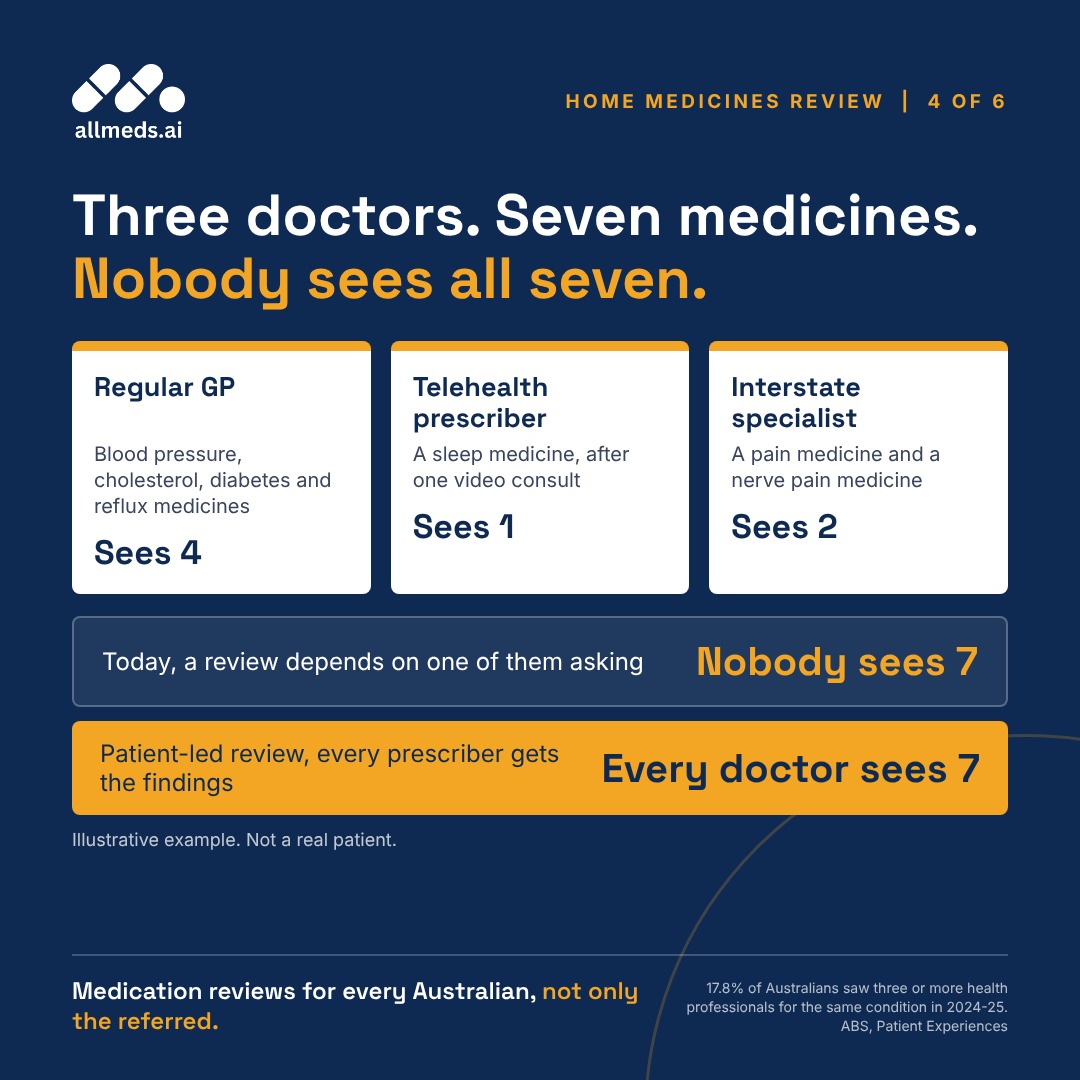 allmeds.ai
HOME MEDICINES REVIEW | 4 OF 6
Three doctors. Seven medicines.
Nobody sees all seven.
Regular GP
Blood pressure,
cholesterol, diabetes and
reflux medicines
Sees 4
Telehealth
prescriber
A sleep medicine, after
one video consult
Sees 1
Interstate
specialist
A pain medicine and a
nerve pain medicine
Sees 2
Today, a review depends on one of them asking
Nobody sees 7
Patient-led review, every prescriber gets
the findings
Every doctor sees 7
Illustrative example. Not a real patient.
Medication reviews for every Australian, not only
the referred.
17.8% of Australians saw three or more health
professionals for the same condition in 2024-25.
ABS, Patient Experiences